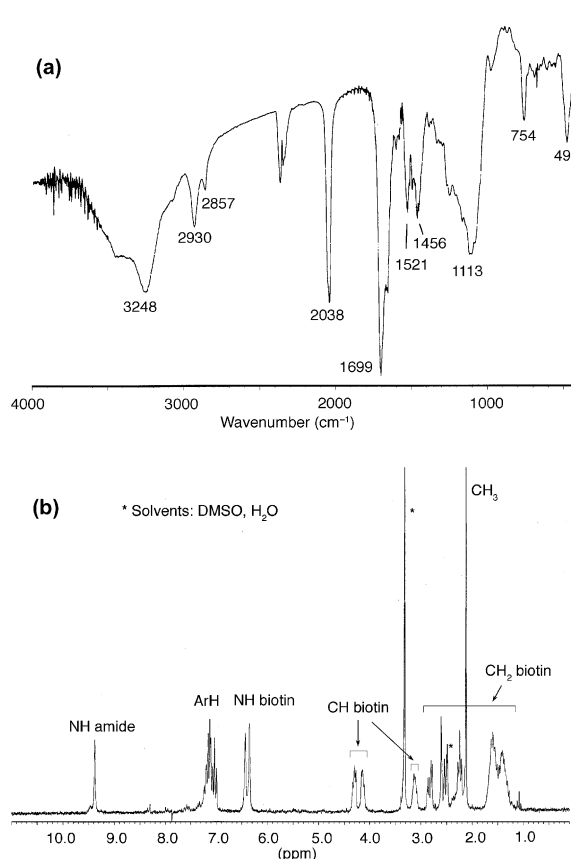 (a)
2857
2930
3248
2038
1699
1521
1456
1113
754
49
4000 3000 2000 1000
Wavenumber (cm⁻¹)
(b)
* Solvents: DMSO, H₂O
*
CH₃
CH₂ biotin
ArH
NH biotin
CH biotin
NH amide
*
10.0 9.0 8.0 7.0 6.0 5.0 4.0 3.0 2.0 1.0
(ppm)